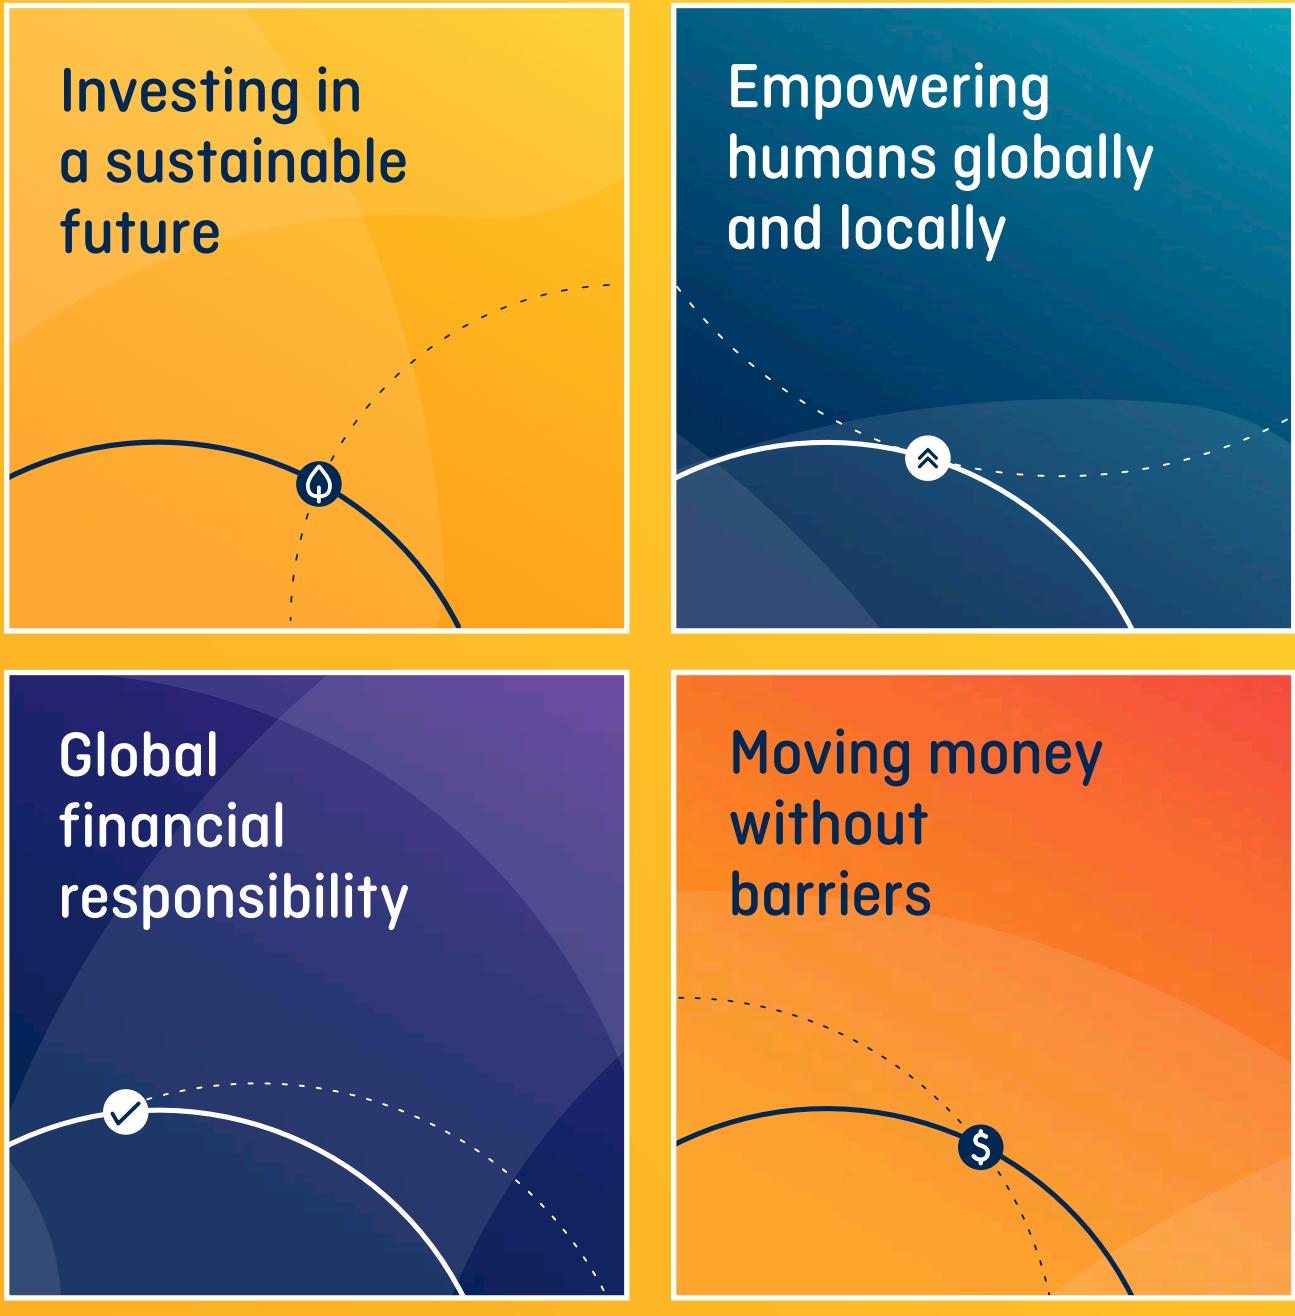 Investing in
a sustainable
future
Empowering
humans globally
and locally
Global
financial
responsibility
Moving money
without
barriers
$